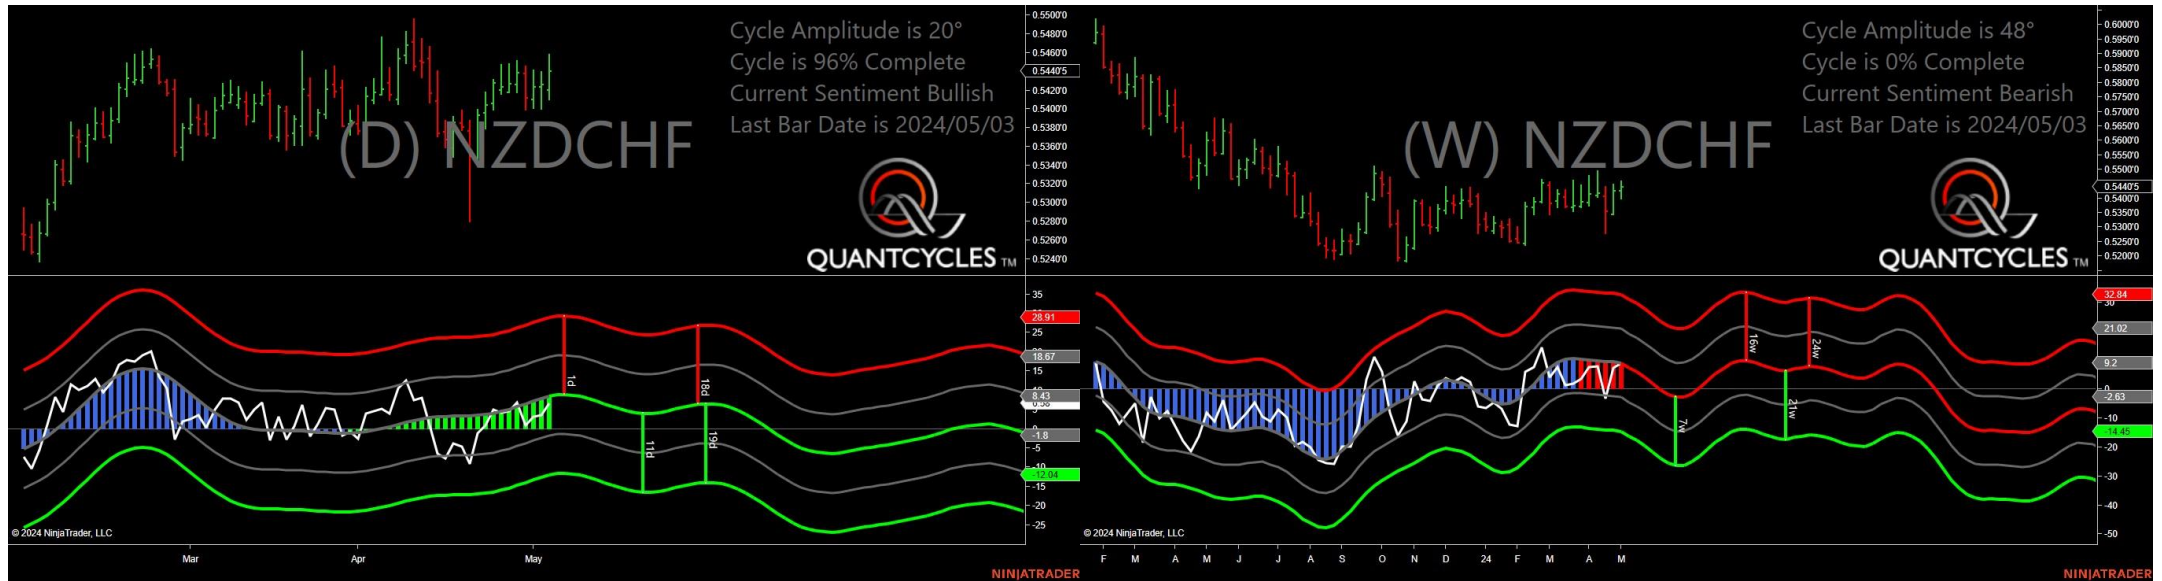 Cycle Amplitude is 20°
Cycle is 96% Complete
Current Sentiment Bullish
Last Bar Date is 2024/05/03
(D) NZDCHF
QUANTCYCLES TM
0.5500'0
0.5480'0
0.5460'0
0.5440'5
0.5420'0
0.5400'0
0.5380'0
0.5360'0
0.5340'0
0.5320'0
0.5300'0
0.5280'0
0.5260'0
0.5240'0
35
28.91
25
18.67
15
8.43
0
-1.8
-5
-12.04
-15
-20
-25
1d
11d
18d
19d
© 2024 NinjaTrader, LLC
Mar Apr May
NINJATRADER
Cycle Amplitude is 48°
Cycle is 0% Complete
Current Sentiment Bearish
Last Bar Date is 2024/05/03
(W) NZDCHF
QUANTCYCLES TM
0.6000'0
0.5950'0
0.5900'0
0.5850'0
0.5800'0
0.5750'0
0.5700'0
0.5650'0
0.5600'0
0.5550'0
0.5500'0
0.5440'5
0.5400'0
0.5350'0
0.5300'0
0.5250'0
0.5200'0
32.84
30
21.02
9.2
0
-2.63
-10
-14.45
-20
-30
-40
-50
7w
16w
21w
24w
© 2024 NinjaTrader, LLC
F M A M J J A S O N D 24 F M A M
NINJATRADER